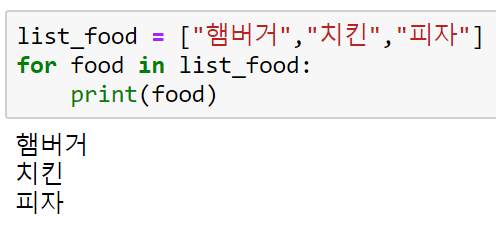 list_food = ["햄버거","치킨","피자"]
for food in list_food:
    print(food)
햄버거
치킨
피자